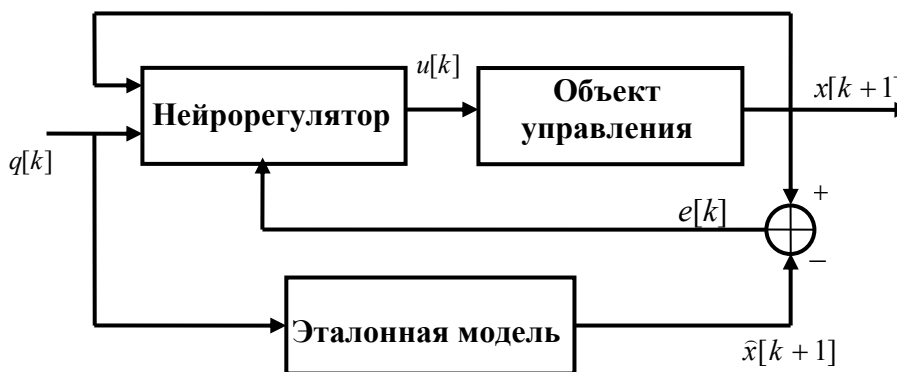 u[k]
Нейрорегулятор
Объект
управления
x[k + 1]
q[k]
+
e[k]
−
Эталонная модель
x̂[k + 1]